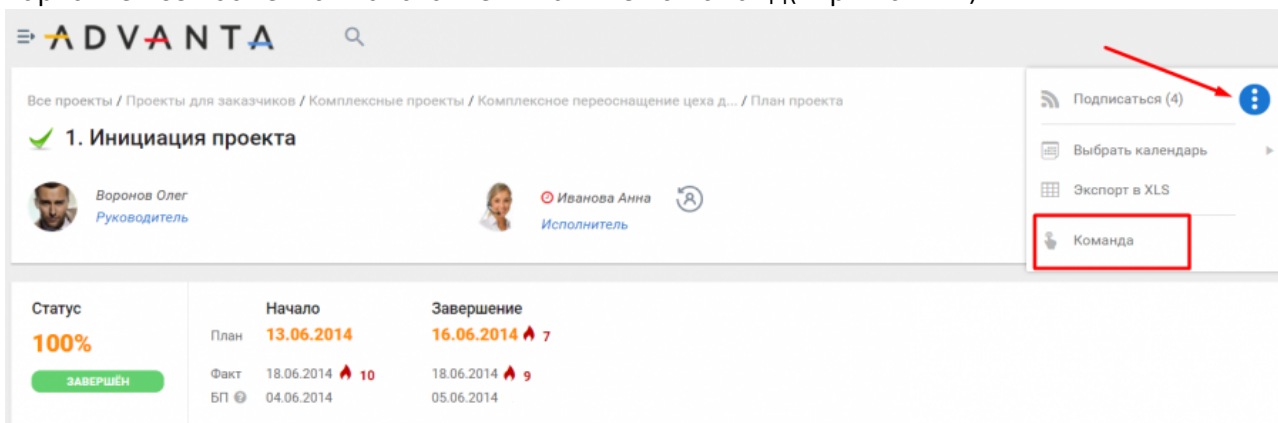 ADVANTA
Все проекты / Проекты для заказчиков / Комплексные проекты / Комплексное переоснащение цеха д... / План проекта
1. Инициация проекта
Воронов Олег
Руководитель
Иванова Анна
Исполнитель
Подписаться (4)
Выбрать календарь
Экспорт в XLS
Команда
Статус
100%
ЗАВЕРШЁН
Начало Завершение
План 13.06.2014 16.06.2014 7
Факт 18.06.2014 10 18.06.2014 9
БП 04.06.2014 05.06.2014